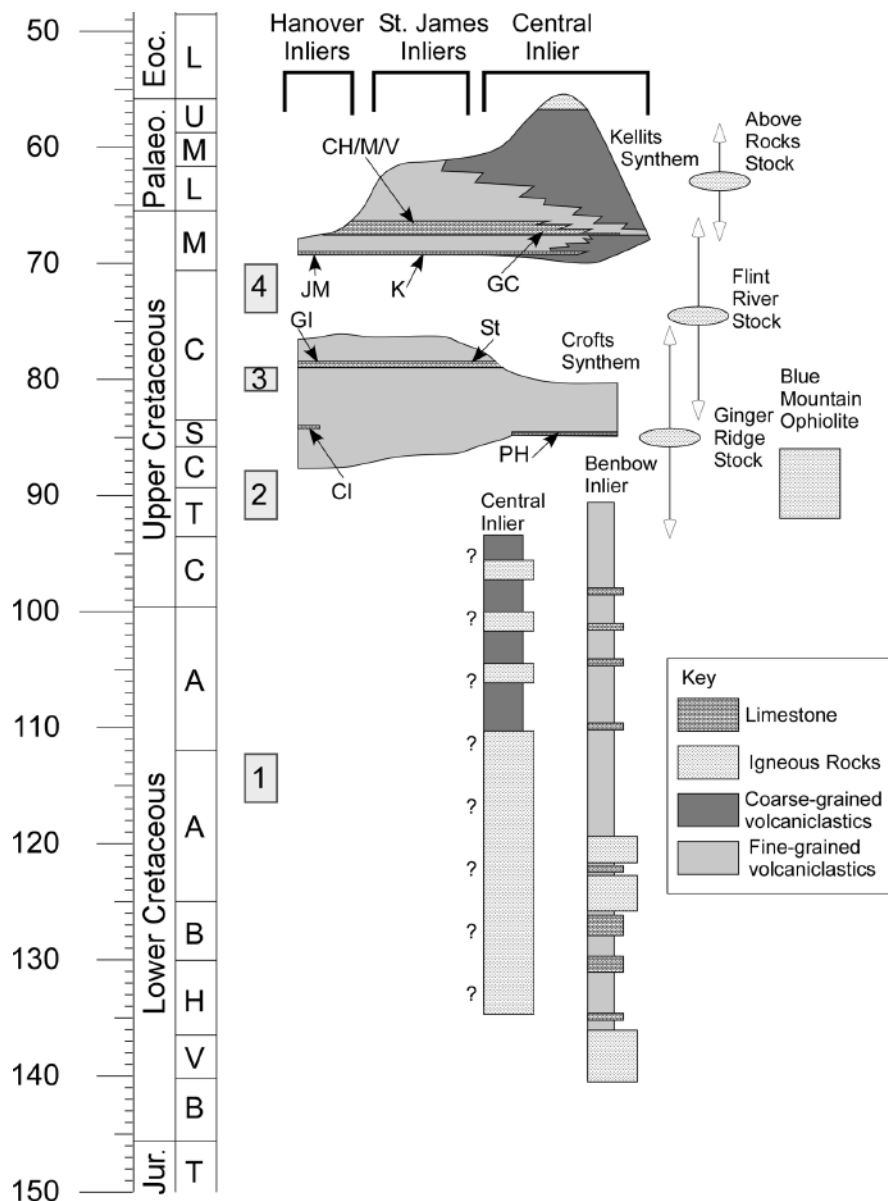 Hanover
Inliers
St. James
Inliers
Central
Inlier
50
60
70
80
90
100
110
120
130
140
150
Eoc.
Palaeo.
Upper Cretaceous
Lower Cretaceous
Jur.
L
U
M
L
M
C
S
C
T
C
A
A
B
H
V
B
T
CH/M/V
Kellits
Synthem
Above
Rocks
Stock
4
JM
K
GC
Flint
River
Stock
GI
St
Crofts
Synthem
3
Blue
Mountain
Ophiolite
Ginger
Ridge
Stock
CI
PH
Benbow
Inlier
2
Central
Inlier
?
?
?
?
?
?
?
?
1
Key
Limestone
Igneous Rocks
Coarse-grained
volcaniclastics
Fine-grained
volcaniclastics